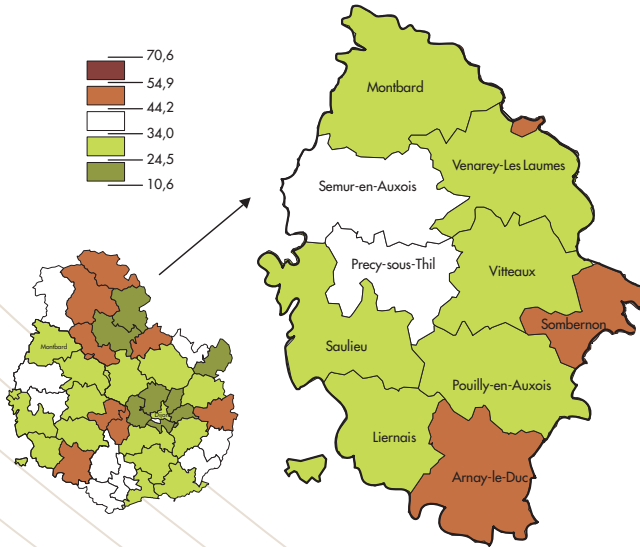 70,6
54,9
44,2
34,0
24,5
10,6
Montbard
Venarey-Les Laumes
Semur-en-Auxois
Precy-sous-Thil
Vitteaux
Sombernon
Saulieu
Pouilly-en-Auxois
Liernais
Arnay-le-Duc
Montbard
Dijon